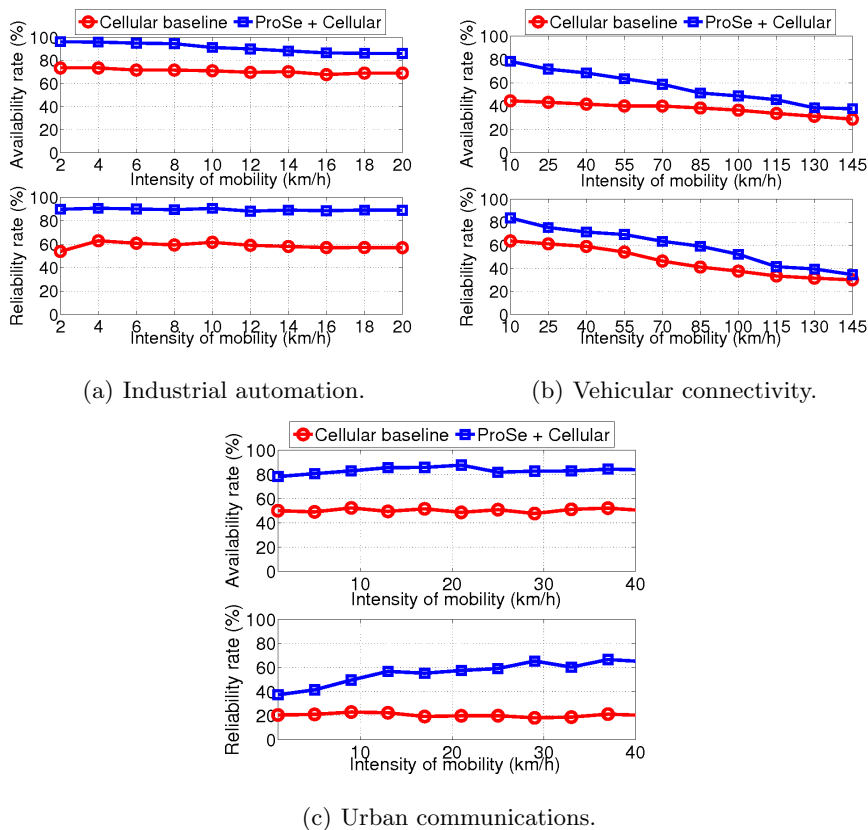 Cellular baseline ProSe + Cellular
Availability rate (%)
100
80
60
40
20
0
2 4 6 8 10 12 14 16 18 20
Intensity of mobility (km/h)
Reliability rate (%)
100
80
60
40
20
0
2 4 6 8 10 12 14 16 18 20
Intensity of mobility (km/h)
(a) Industrial automation.
Cellular baseline ProSe + Cellular
Availability rate (%)
100
80
60
40
20
0
10 25 40 55 70 85 100 115 130 145
Intensity of mobility (km/h)
Reliability rate (%)
100
80
60
40
20
0
10 25 40 55 70 85 100 115 130 145
Intensity of mobility (km/h)
(b) Vehicular connectivity.
Cellular baseline ProSe + Cellular
Availability rate (%)
100
80
60
40
20
0
10 20 30 40
Intensity of mobility (km/h)
Reliability rate (%)
100
80
60
40
20
0
10 20 30 40
Intensity of mobility (km/h)
(c) Urban communications.